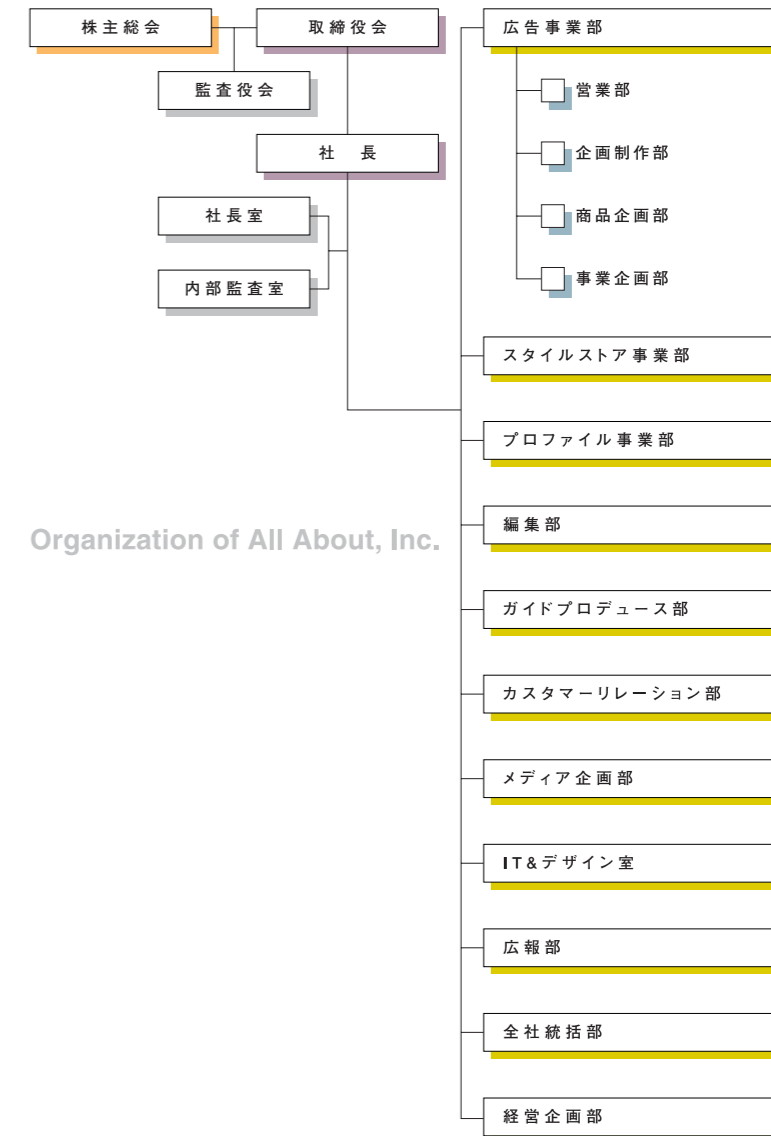 株主総会
取締役会
監査役会
社 長
社長室
内部監査室
広告事業部
営業部
企画制作部
商品企画部
事業企画部
スタイルストア事業部
プロファイル事業部
編集部
Organization of All About, Inc.
ガイドプロデュース部
カスタマーリレーション部
メディア企画部
IT&デザイン室
広報部
全社統括部
経営企画部